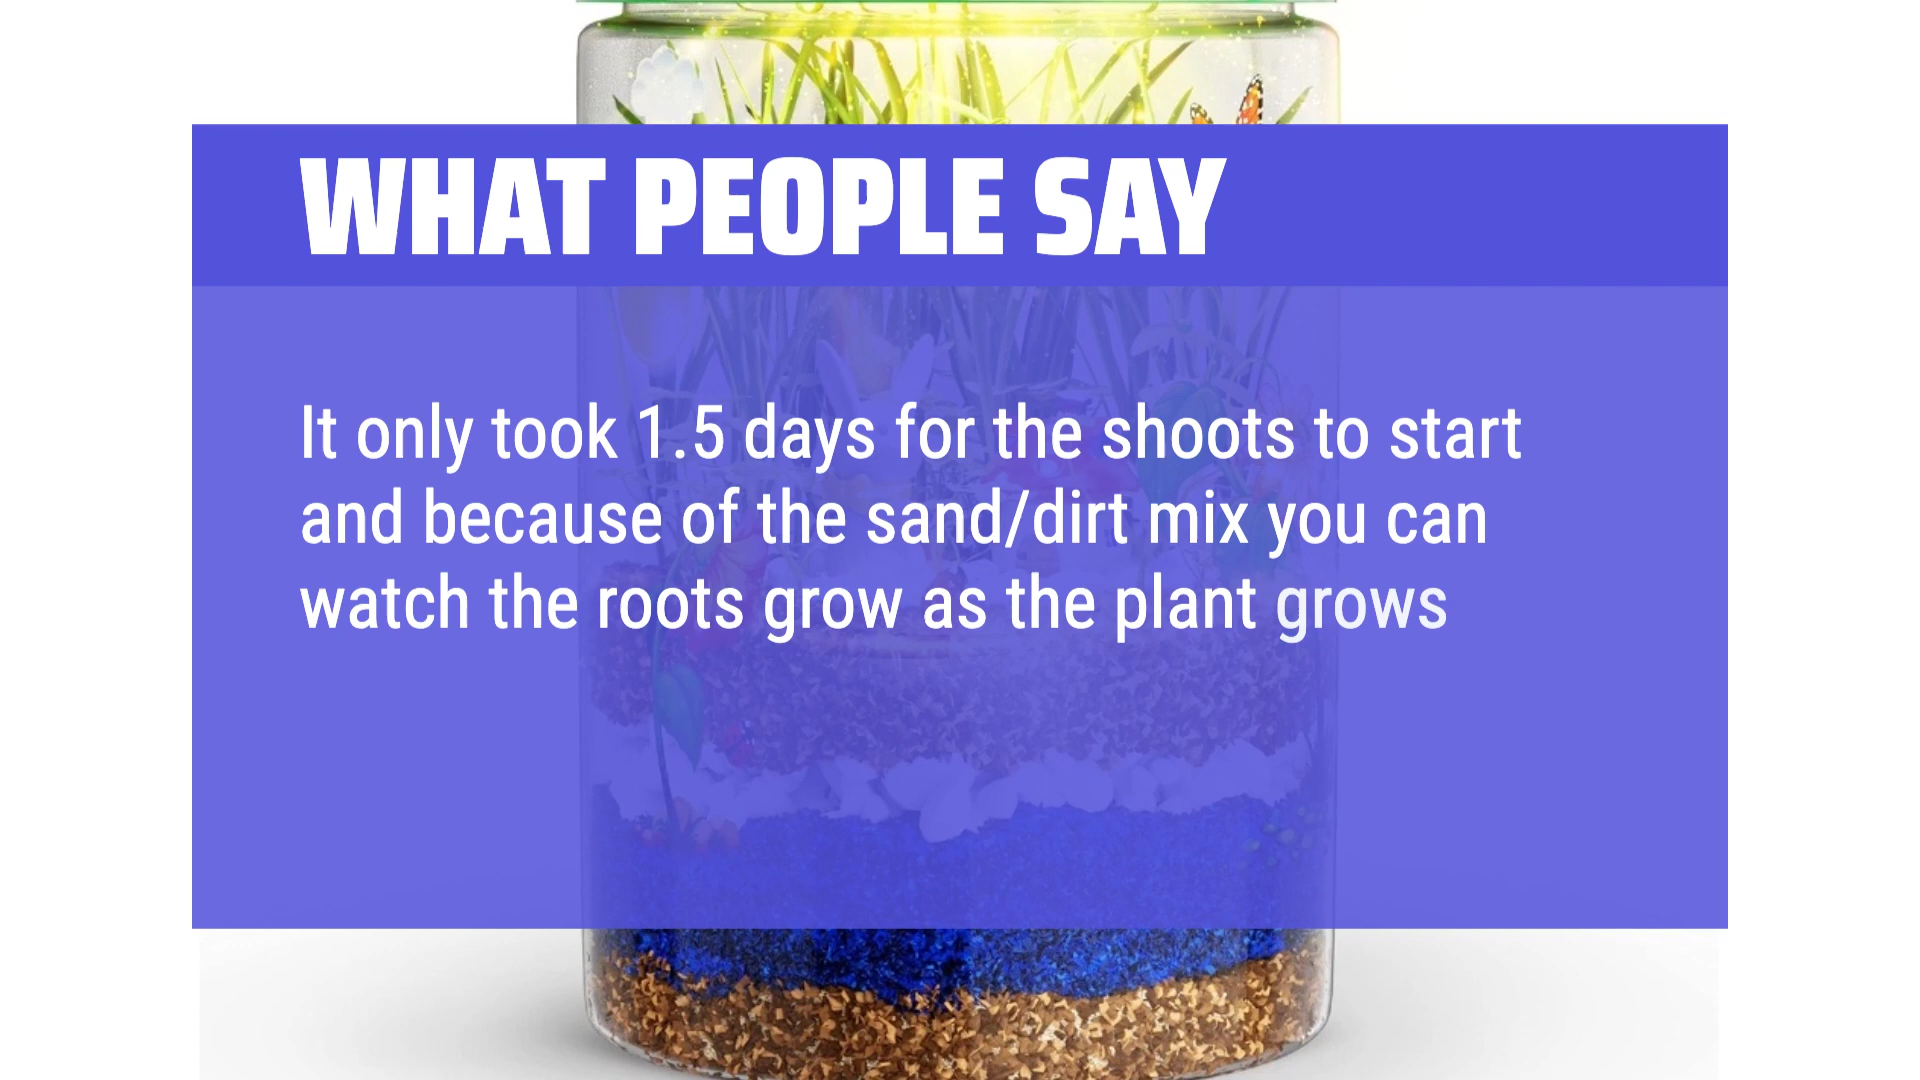 WHAT PEOPLE SAY
It only took 1.5 days for the shoots to start
and because of the sand/dirt mix you can
watch the roots grow as the plant grows